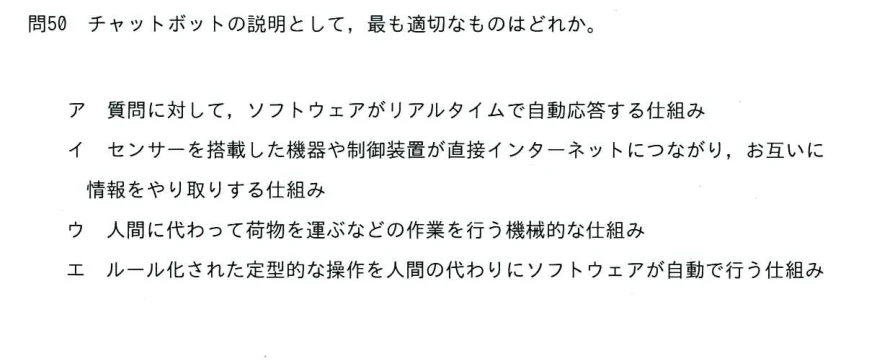 問50　チャットボットの説明として，最も適切なものはどれか。
ア　質問に対して，ソフトウェアがリアルタイムで自動応答する仕組み
イ　センサーを搭載した機器や制御装置が直接インターネットにつながり，お互いに
情報をやり取りする仕組み
ウ　人間に代わって荷物を運ぶなどの作業を行う機械的な仕組み
エ　ルール化された定型的な操作を人間の代わりにソフトウェアが自動で行う仕組み